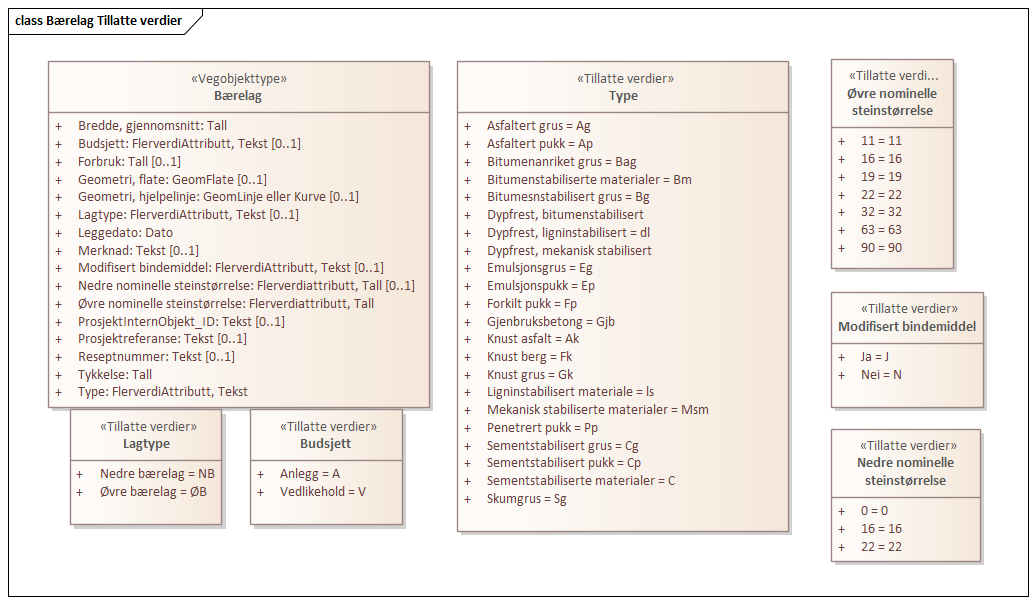 class Bærelag Tillatte verdier
«Vegobjekttype»
Bærelag
+ Bredde, gjennomsnitt: Tall
+ Budsjett: FlerverdiAttributt, Tekst [0..1]
+ Forbruk: Tall [0..1]
+ Geometri, flate: GeomFlate [0..1]
+ Geometri, hjelpelinje: GeomLinje eller Kurve [0..1]
+ Lagtype: FlerverdiAttributt, Tekst [0..1]
+ Leggedato: Dato
+ Merknad: Tekst [0..1]
+ Modifisert bindemiddel: FlerverdiAttributt, Tekst [0..1]
+ Nedre nominelle steinstørrelse: FlerverdiAttributt, Tall [0..1]
+ Øvre nominelle steinstørrelse: Flerverdiattributt, Tall
+ ProsjektInternObjekt_ID: Tekst [0..1]
+ Prosjektreferanse: Tekst [0..1]
+ Reseptnummer: Tekst [0..1]
+ Tykkelse: Tall
+ Type: FlerverdiAttributt, Tekst
«Tillatte verdier»
Lagtype
+ Nedre bærelag = NB
+ Øvre bærelag = ØB
«Tillatte verdier»
Budsjett
+ Anlegg = A
+ Vedlikehold = V
«Tillatte verdier»
Type
+ Asfaltert grus = Ag
+ Asfaltert pukk = Ap
+ Bitumenanriket grus = Bag
+ Bitumenstabiliserte materialer = Bm
+ Bitumesnstabilisert grus = Bg
+ Dypfrest, bitumenstabilisert
+ Dypfrest, ligninstabilisert = dl
+ Dypfrest, mekanisk stabilisert
+ Emulsjonsgrus = Eg
+ Emulsjonspukk = Ep
+ Forkilt pukk = Fp
+ Gjenbruksbetong = Gjb
+ Knust asfalt = Ak
+ Knust berg = Fk
+ Knust grus = Gk
+ Ligninstabilisert materiale = ls
+ Mekanisk stabiliserte materialer = Msm
+ Penetrert pukk = Pp
+ Sementstabilisert grus = Cg
+ Sementstabilisert pukk = Cp
+ Sementstabiliserte materialer = C
+ Skumgrus = Sg
«Tillatte verdi...
Øvre nominelle
steinstørrelse
+ 11 = 11
+ 16 = 16
+ 19 = 19
+ 22 = 22
+ 32 = 32
+ 63 = 63
+ 90 = 90
«Tillatte verdier»
Modifisert bindemiddel
+ Ja = J
+ Nei = N
«Tillatte verdier»
Nedre nominelle
steinstørrelse
+ 0 = 0
+ 16 = 16
+ 22 = 22